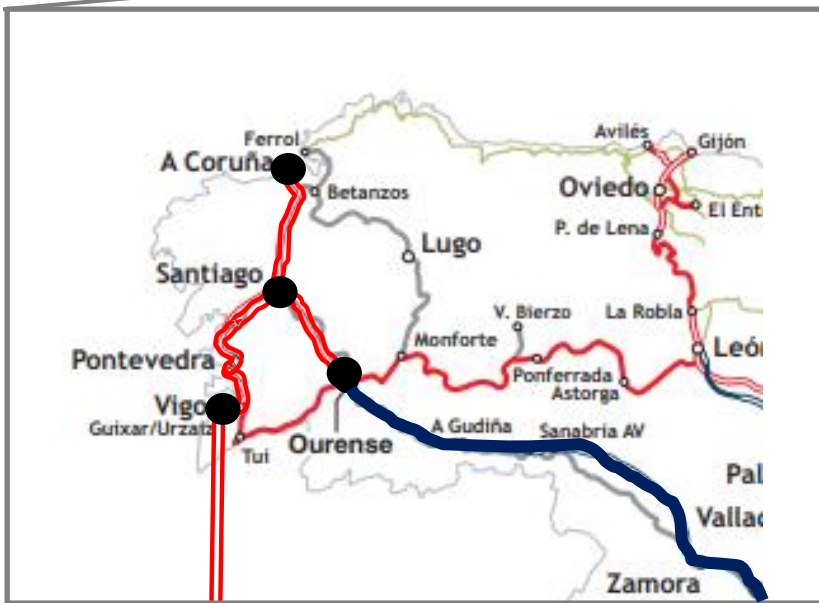 Ferrol
Avilés
Gijón
A Coruña
Betanzos
Oviedo
El Ent
P. de Lena
Lugo
Santiago
La Robla
V. Bierzo
Monforte
León
Pontevedra
Ponferrada
Astorga
Vigo
Guixar/Urzaiz
A Gudiña
Sanabria AV
Ourense
Tui
Pal
Vallad
Zamora